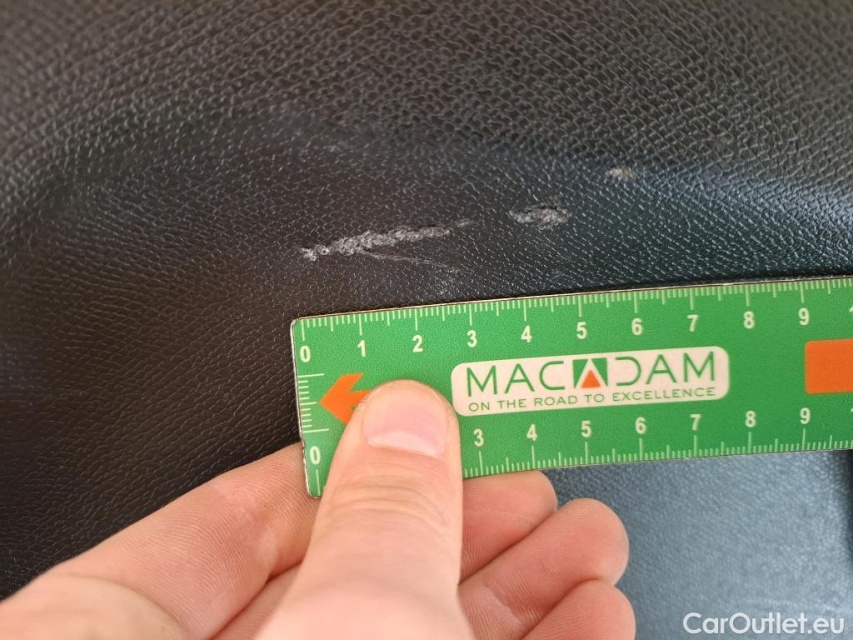 0 1 2 3 4 5 6 7 8 9
MACADAM
ON THE ROAD TO EXCELLENCE
0 3 4 5 6 7 8 9
CarOutlet.eu